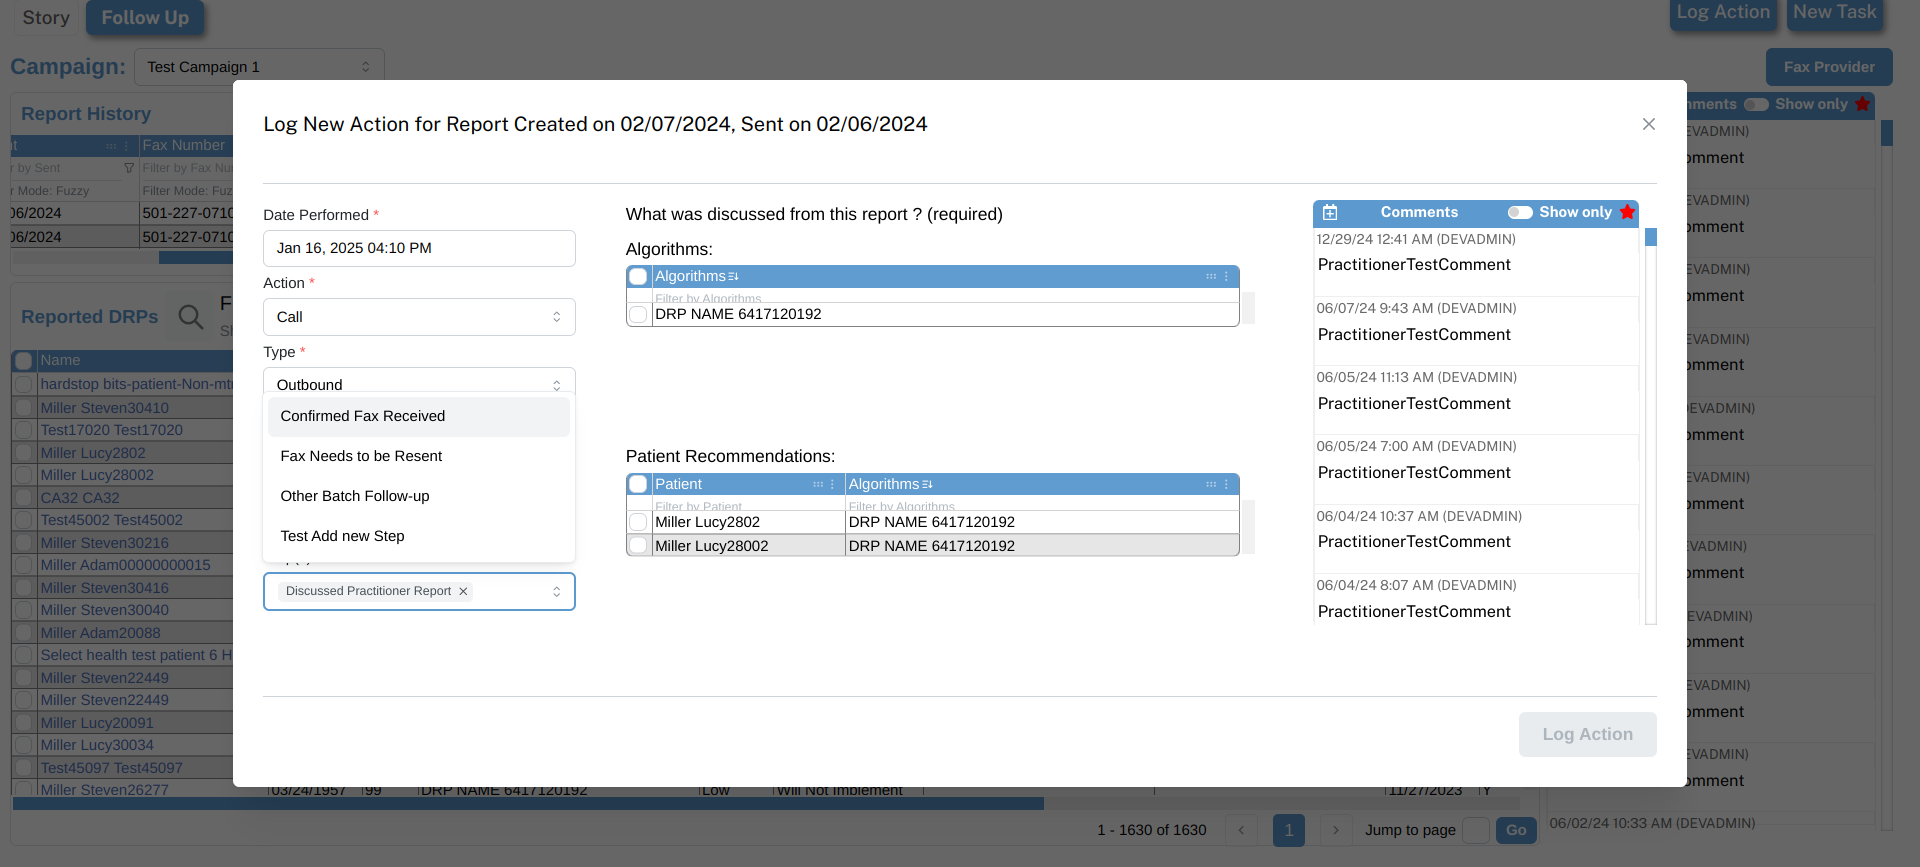 Story
Follow Up
Log Action
New Task
Campaign:
Test Campaign 1
Fax Provider
Report History
Fax Number
Filter by Fax Nu
Mode: Fuzzy
Filter Mode: Fuz
06/2024
501-227-0710
06/2024
501-227-0710
Reported DRPs
Name
hardstop bits-patient-Non-mt
Miller Steven30410
Test17020 Test17020
Miller Lucy2802
Miller Lucy28002
CA32 CA32
Test45002 Test45002
Miller Steven30216
Miller Adam00000000015
Miller Steven30416
Miller Steven30040
Miller Adam20088
Select health test patient 6 H
Miller Steven22449
Miller Steven22449
Miller Lucy20091
Miller Lucy30034
Test45097 Test45097
Miller Steven26277
03/24/1957
99
DRP NAME 6417120192
Low
Will Not Implement
11/27/2023
Y
1 - 1630 of 1630
1
Jump to page
Go
Log New Action for Report Created on 02/07/2024, Sent on 02/06/2024
Date Performed *
Jan 16, 2025 04:10 PM
Action *
Call
Type *
Outbound
Confirmed Fax Received
Fax Needs to be Resent
Other Batch Follow-up
Test Add new Step
Discussed Practitioner Report
What was discussed from this report ? (required)
Algorithms:
Algorithms
Filter by Algorithms
DRP NAME 6417120192
Patient Recommendations:
Patient
Algorithms
Filter by Patient
Filter by Algorithms
Miller Lucy2802
DRP NAME 6417120192
Miller Lucy28002
DRP NAME 6417120192
Comments
Show only
12/29/24 12:41 AM (DEVADMIN)
PractitionerTestComment
06/07/24 9:43 AM (DEVADMIN)
PractitionerTestComment
06/05/24 11:13 AM (DEVADMIN)
PractitionerTestComment
06/05/24 7:00 AM (DEVADMIN)
PractitionerTestComment
06/04/24 10:37 AM (DEVADMIN)
PractitionerTestComment
06/04/24 8:07 AM (DEVADMIN)
PractitionerTestComment
Log Action
mments
Show only
EVADMIN)
omment
EVADMIN)
omment
EVADMIN)
omment
EVADMIN)
omment
DEVADMIN)
omment
EVADMIN)
omment
EVADMIN)
omment
EVADMIN)
omment
EVADMIN)
omment
EVADMIN)
omment
06/02/24 10:33 AM (DEVADMIN)